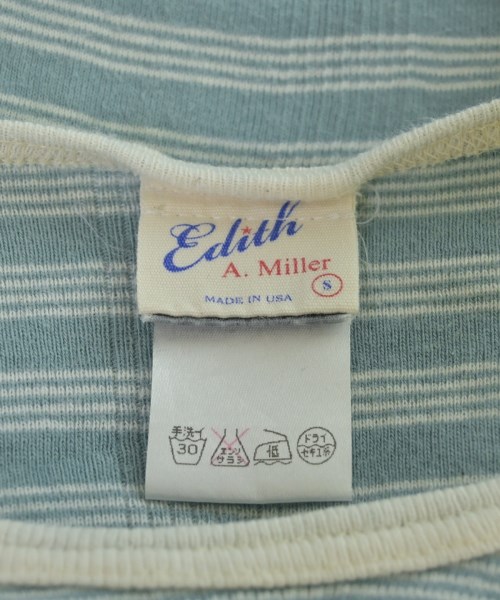 Edith
A. Miller
S
MADE IN USA
手洗イ
30
エンソ
サラシ
低
ドライ
セキユ系